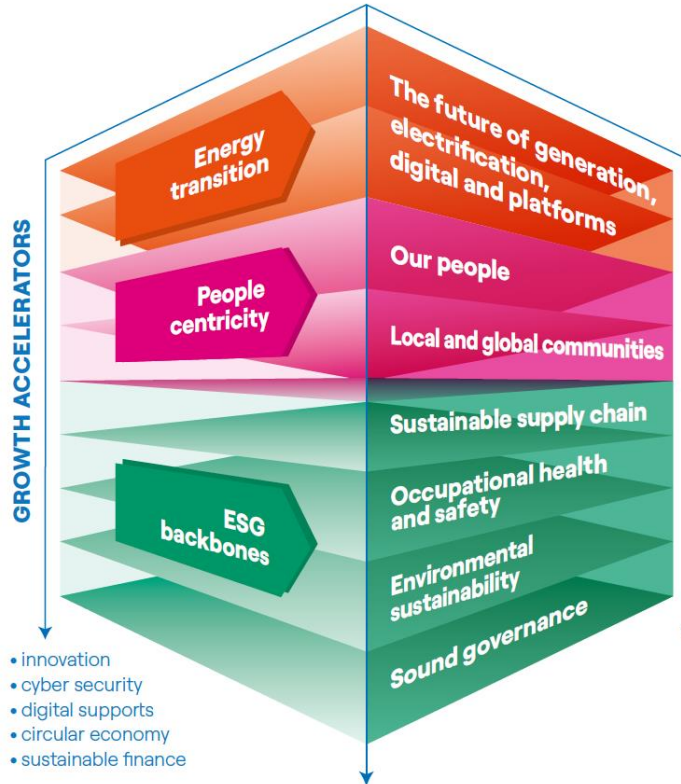 GROWTH ACCELERATORS
Energy
transition
The future of generation,
electrification,
digital and platforms
People
centricity
Our people
Local and global communities
ESG
backbones
Sustainable supply chain
Occupational health
and safety
Environmental
sustainability
Sound governance
• innovation
• cyber security
• digital supports
• circular economy
• sustainable finance